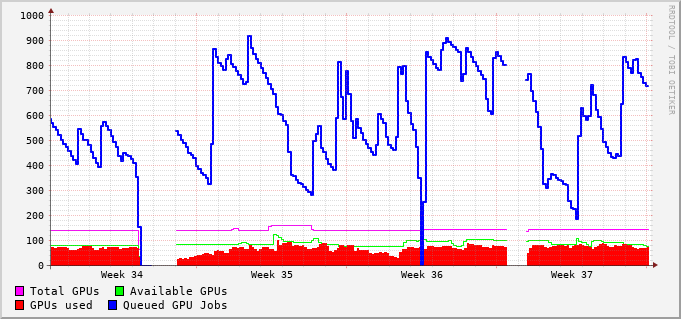 1000
900
800
700
600
500
400
300
200
100
0
Week 34 Week 35 Week 36 Week 37
Total GPUs Available GPUs
GPUs used Queued GPU Jobs
RRDTOOL / TOBI OETIKER